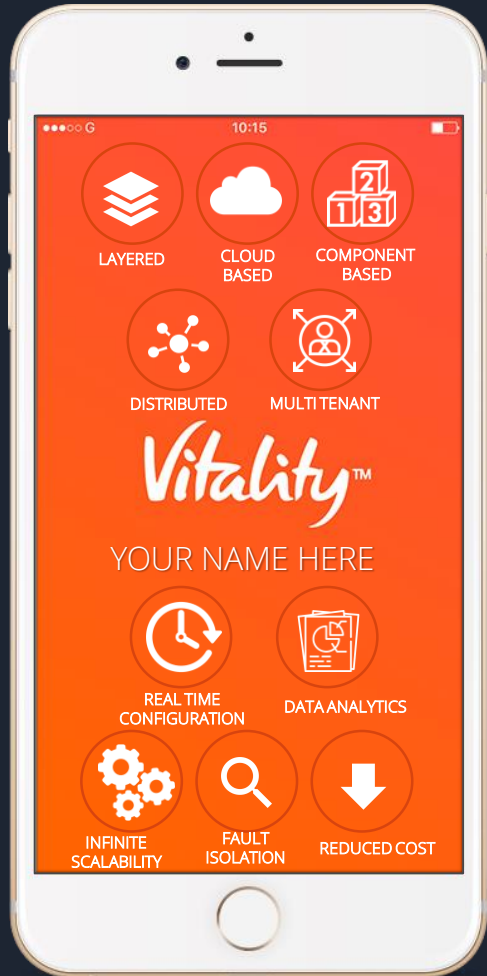 G 10:15
LAYERED
CLOUD
BASED
2
1 3
COMPONENT
BASED
DISTRIBUTED
MULTI TENANT
Vitality™
YOUR NAME HERE
REAL TIME
CONFIGURATION
DATA ANALYTICS
INFINITE
SCALABILITY
FAULT
ISOLATION
REDUCED COST